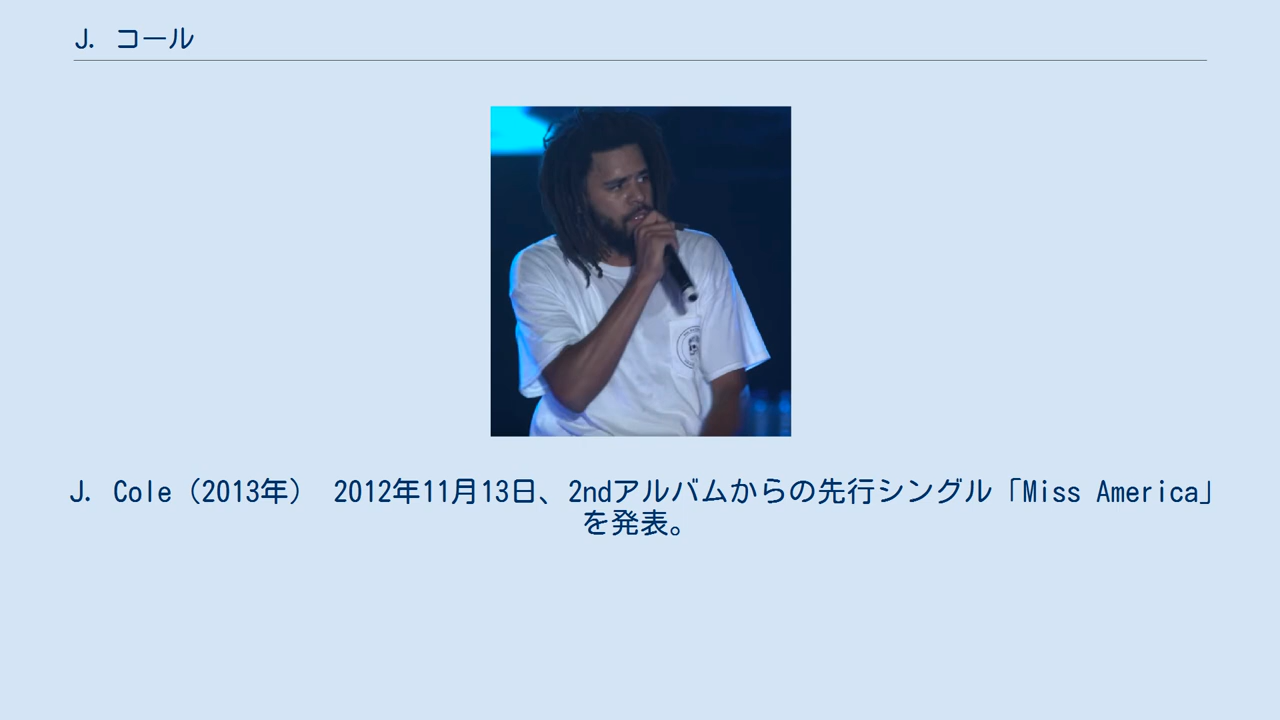 J. コール
J. Cole（2013年） 2012年11月13日、2ndアルバムからの先行シングル「Miss America」
を発表。